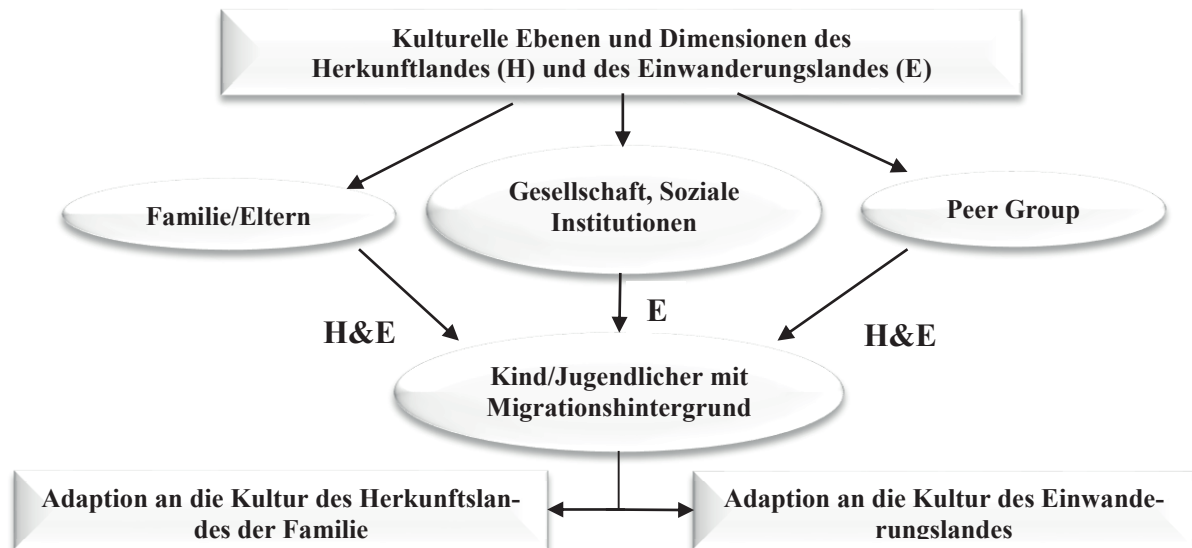 Kulturelle Ebenen und Dimensionen des
Herkunftlandes (H) und des Einwanderungslandes (E)
Familie/Eltern
Gesellschaft, Soziale
Institutionen
Peer Group
H&E
E
H&E
Kind/Jugendlicher mit
Migrationshintergrund
Adaption an die Kultur des Herkunftslan-
des der Familie
Adaption an die Kultur des Einwande-
rungslandes